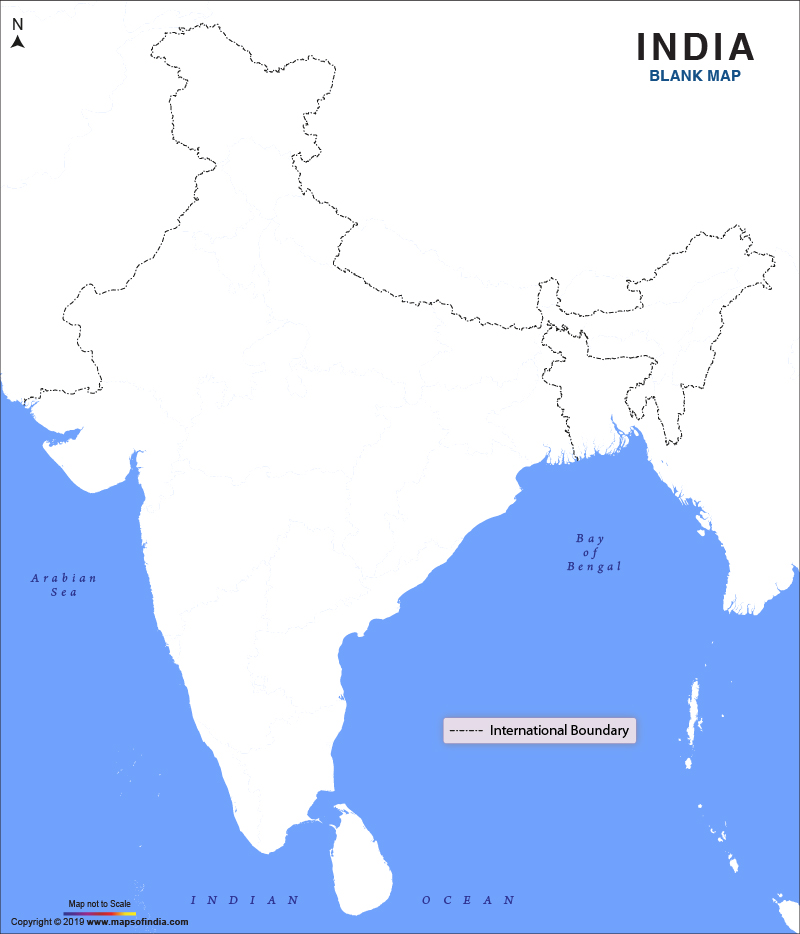 N
INDIA
BLANK MAP
Bay
of
Bengal
Arabian
Sea
International Boundary
INDIAN OCEAN
Map not to Scale
Copyright © 2019 www.mapsofindia.com